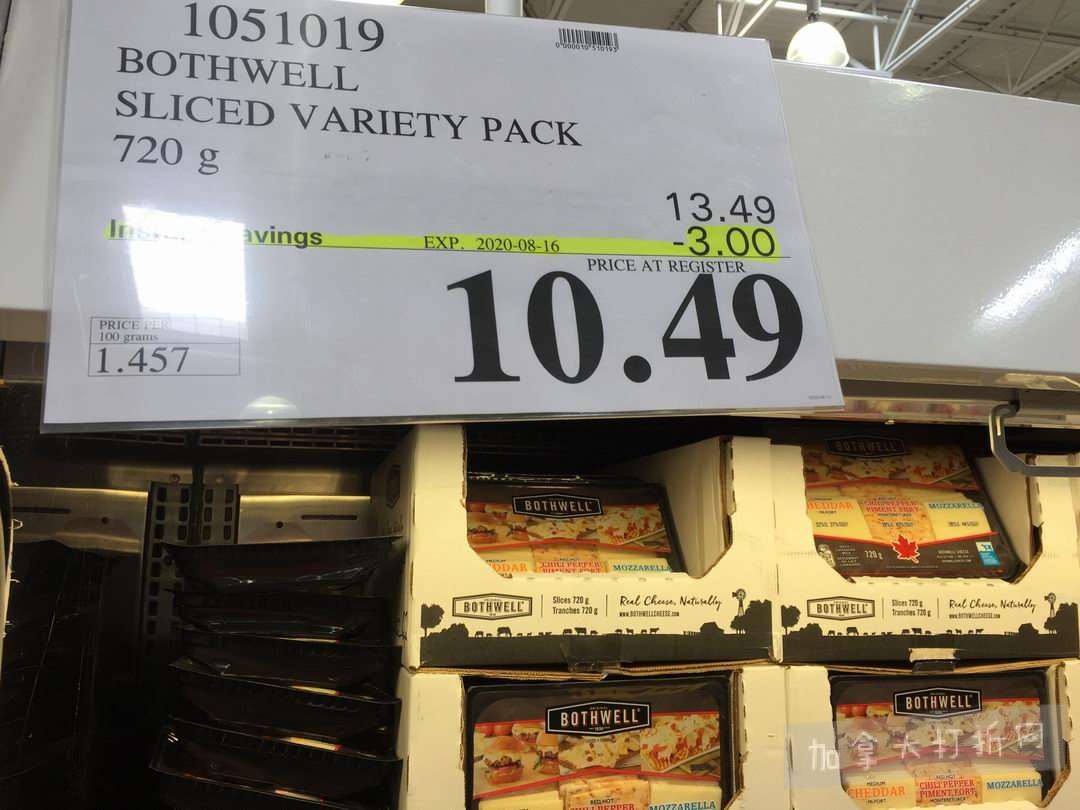 1051019
BOTHWELL
SLICED VARIETY PACK
720 g
13.49
avings EXP. 2020-08-16 -3.00
PRICE AT REGISTER
10.49
PRICE PER
100 grams
1.457
BOTHWELL
CHILI PEPPER MOZZARELLA
BOTHWELL
CHEDDAR CHILI PEPPER MOZZARELLA
PIMENT FORT
720 g
BOTHWELL Slices 720 g Real Cheese, Naturally
Tranches 720 g WWW.BOTHWELLCHEESE.COM
BOTHWELL Slices 720 g Real Cheese, Naturally
Tranches 720 g WWW.BOTHWELLCHEESE.COM
BOTHWELL
CHILI PEPPER MOZZARELLA
BOTHWELL
MEDIUM
CHEDDAR CHILI PEPPER MOZZARELLA
PIMENT FORT
加拿大打折网